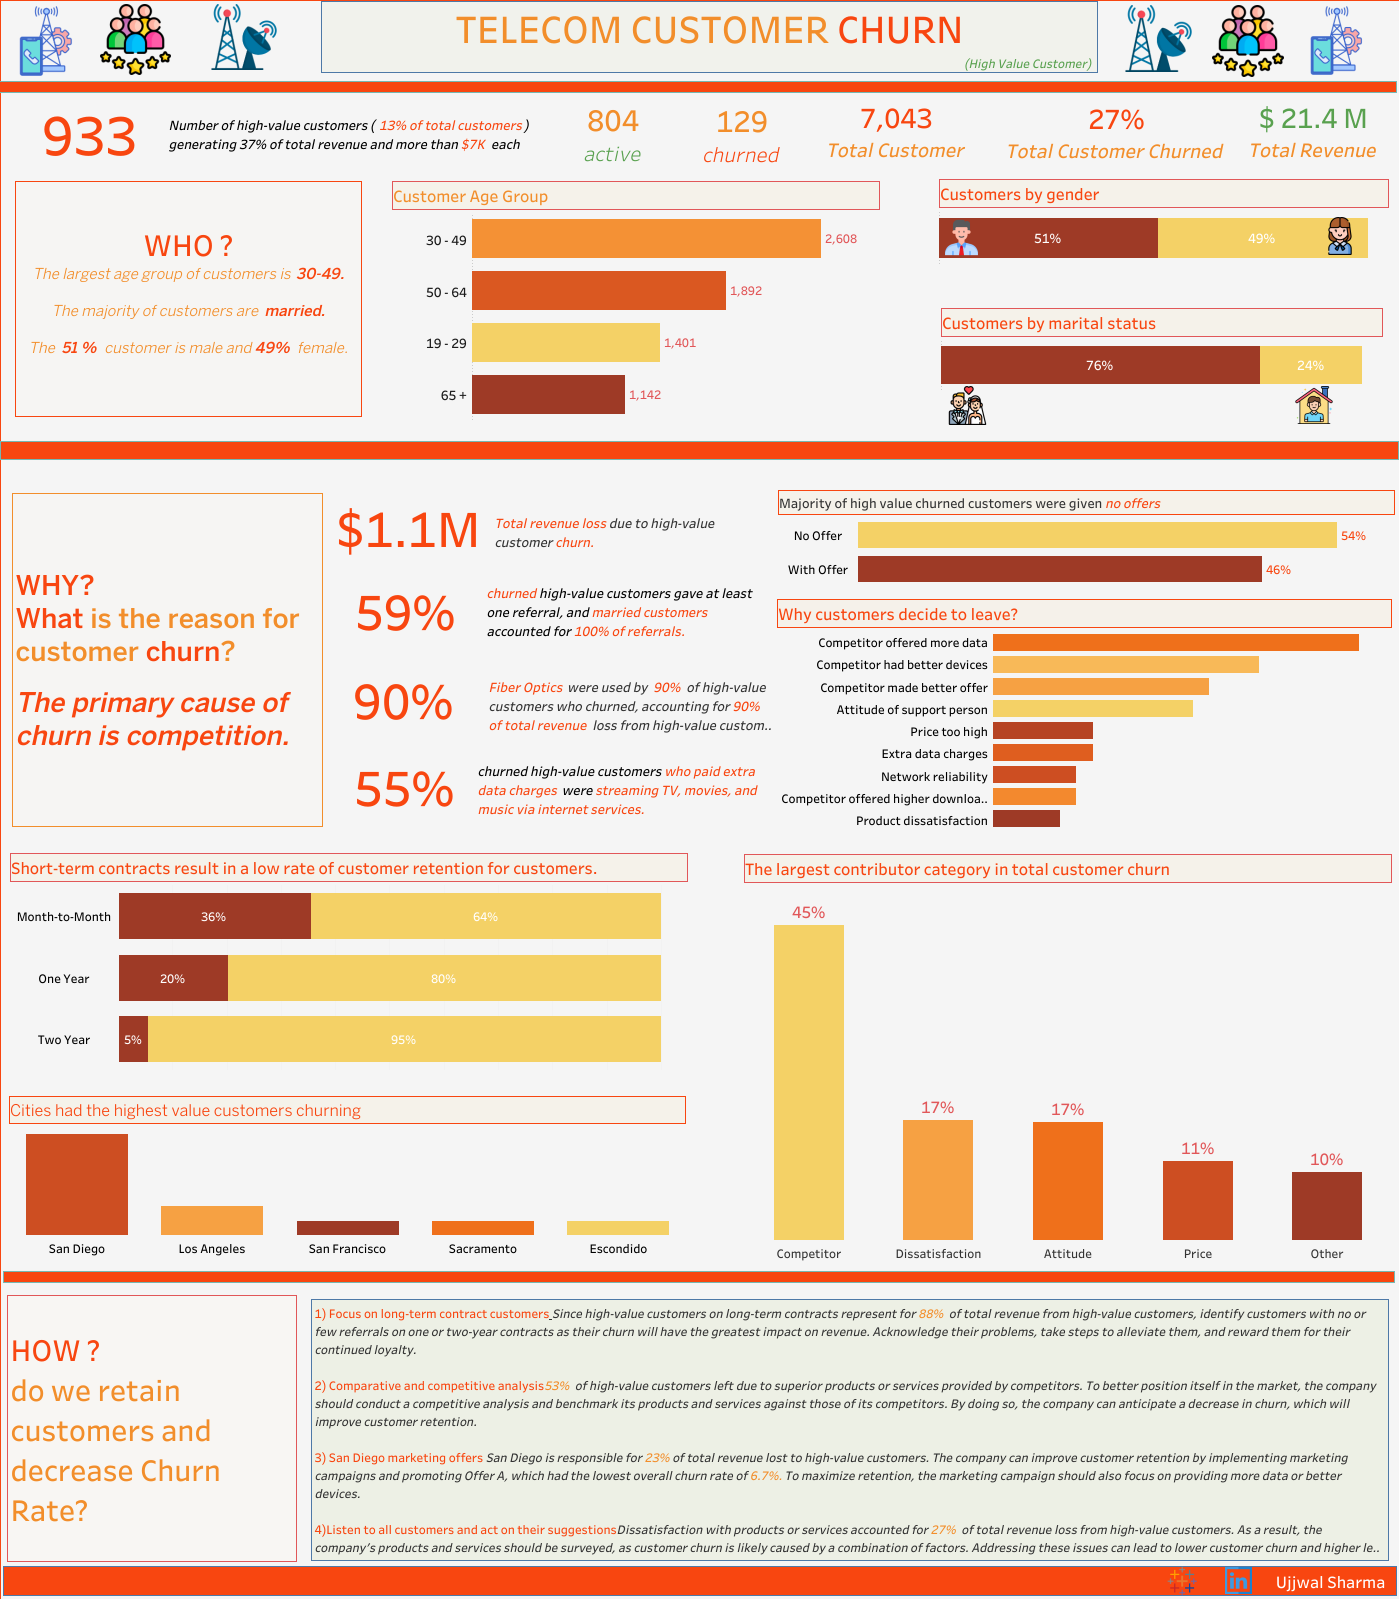 TELECOM CUSTOMER CHURN
(High Value Customer)
933
Number of high-value customers ( 13% of total customers )
generating 37% of total revenue and more than $7K each
804
active
129
churned
7,043
Total Customer
27%
Total Customer Churned
$ 21.4 M
Total Revenue
WHO ?
The largest age group of customers is 30-49.
The majority of customers are married.
The 51 % customer is male and 49% female.
Customer Age Group
30 - 49
2,608
50 - 64
1,892
19 - 29
1,401
65 +
1,142
Customers by gender
51%
49%
Customers by marital status
76%
24%
WHY?
What is the reason for
customer churn?
The primary cause of
churn is competition.
$1.1M
Total revenue loss due to high-value
customer churn.
59%
churned high-value customers gave at least
one referral, and married customers
accounted for 100% of referrals.
90%
Fiber Optics were used by 90% of high-value
customers who churned, accounting for 90%
of total revenue loss from high-value custom..
55%
churned high-value customers who paid extra
data charges were streaming TV, movies, and
music via internet services.
Majority of high value churned customers were given no offers
No Offer
54%
With Offer
46%
Why customers decide to leave?
Competitor offered more data
Competitor had better devices
Competitor made better offer
Attitude of support person
Price too high
Extra data charges
Network reliability
Competitor offered higher downloa..
Product dissatisfaction
Short-term contracts result in a low rate of customer retention for customers.
Month-to-Month
36%
64%
One Year
20%
80%
Two Year
5%
95%
Cities had the highest value customers churning
San Diego
Los Angeles
San Francisco
Sacramento
Escondido
The largest contributor category in total customer churn
45%
17%
17%
11%
10%
Competitor
Dissatisfaction
Attitude
Price
Other
HOW ?
do we retain
customers and
decrease Churn
Rate?
1) Focus on long-term contract customers Since high-value customers on long-term contracts represent for 88% of total revenue from high-value customers, identify customers with no or
few referrals on one or two-year contracts as their churn will have the greatest impact on revenue. Acknowledge their problems, take steps to alleviate them, and reward them for their
continued loyalty.
2) Comparative and competitive analysis53% of high-value customers left due to superior products or services provided by competitors. To better position itself in the market, the company
should conduct a competitive analysis and benchmark its products and services against those of its competitors. By doing so, the company can anticipate a decrease in churn, which will
improve customer retention.
3) San Diego marketing offers San Diego is responsible for 23% of total revenue lost to high-value customers. The company can improve customer retention by implementing marketing
campaigns and promoting Offer A, which had the lowest overall churn rate of 6.7%. To maximize retention, the marketing campaign should also focus on providing more data or better
devices.
4)Listen to all customers and act on their suggestionsDissatisfaction with products or services accounted for 27% of total revenue loss from high-value customers. As a result, the
company's products and services should be surveyed, as customer churn is likely caused by a combination of factors. Addressing these issues can lead to lower customer churn and higher le..
in
Ujjwal Sharma